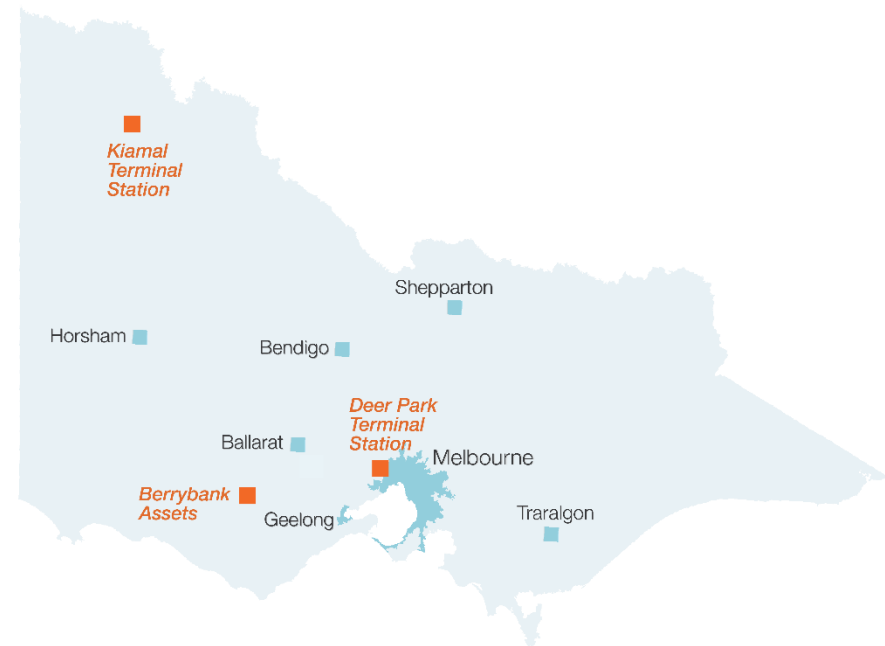 Kiamal
Terminal
Station
Shepparton
Horsham
Bendigo
Deer Park
Terminal
Station
Ballarat
Melbourne
Berrybank
Assets
Geelong
Traralgon